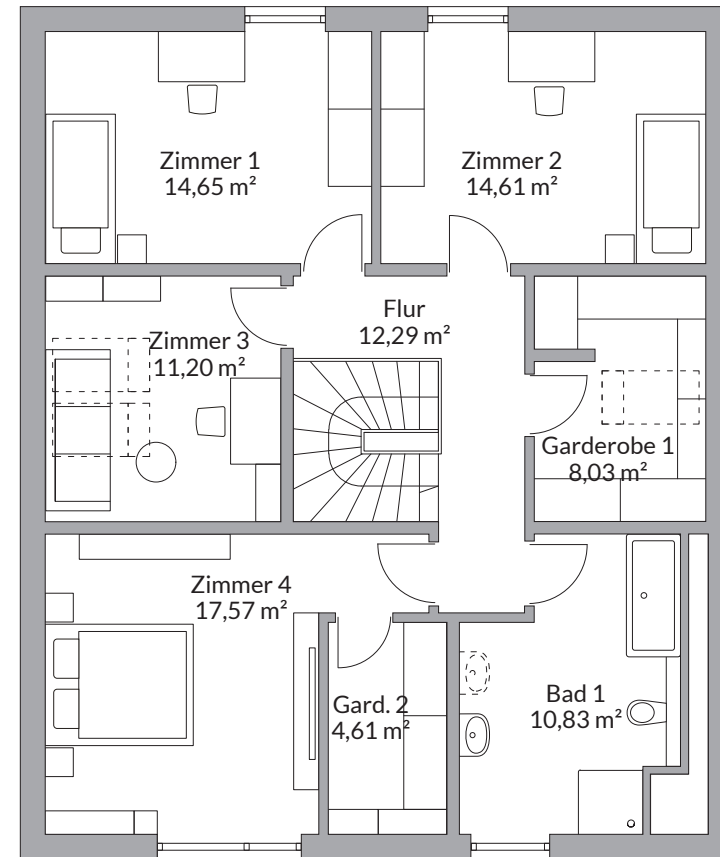 Zimmer 1
14,65 m²
Zimmer 2
14,61 m²
Flur
12,29 m²
Zimmer 3
11,20 m²
Garderobe 1
8,03 m²
Zimmer 4
17,57 m²
Gard. 2
4,61 m²
Bad 1
10,83 m²